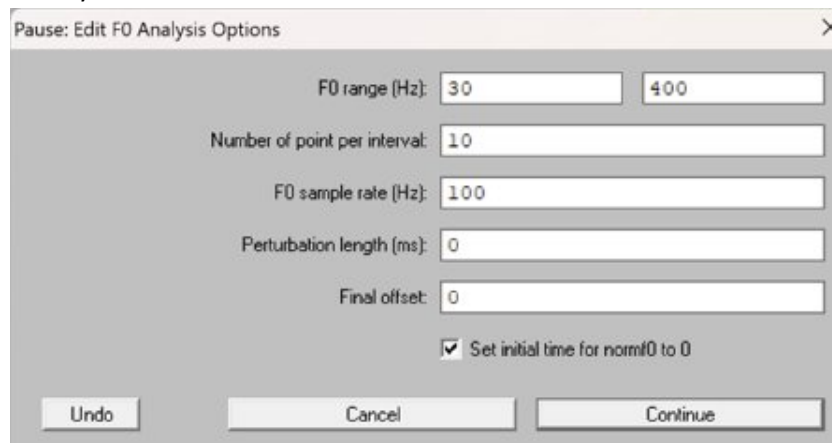 Pause: Edit F0 Analysis Options
F0 range (Hz): 30 400
Number of point per interval: 10
F0 sample rate (Hz): 100
Perturbation length (ms): 0
Final offset: 0
Set initial time for normf0 to 0
Undo Cancel Continue